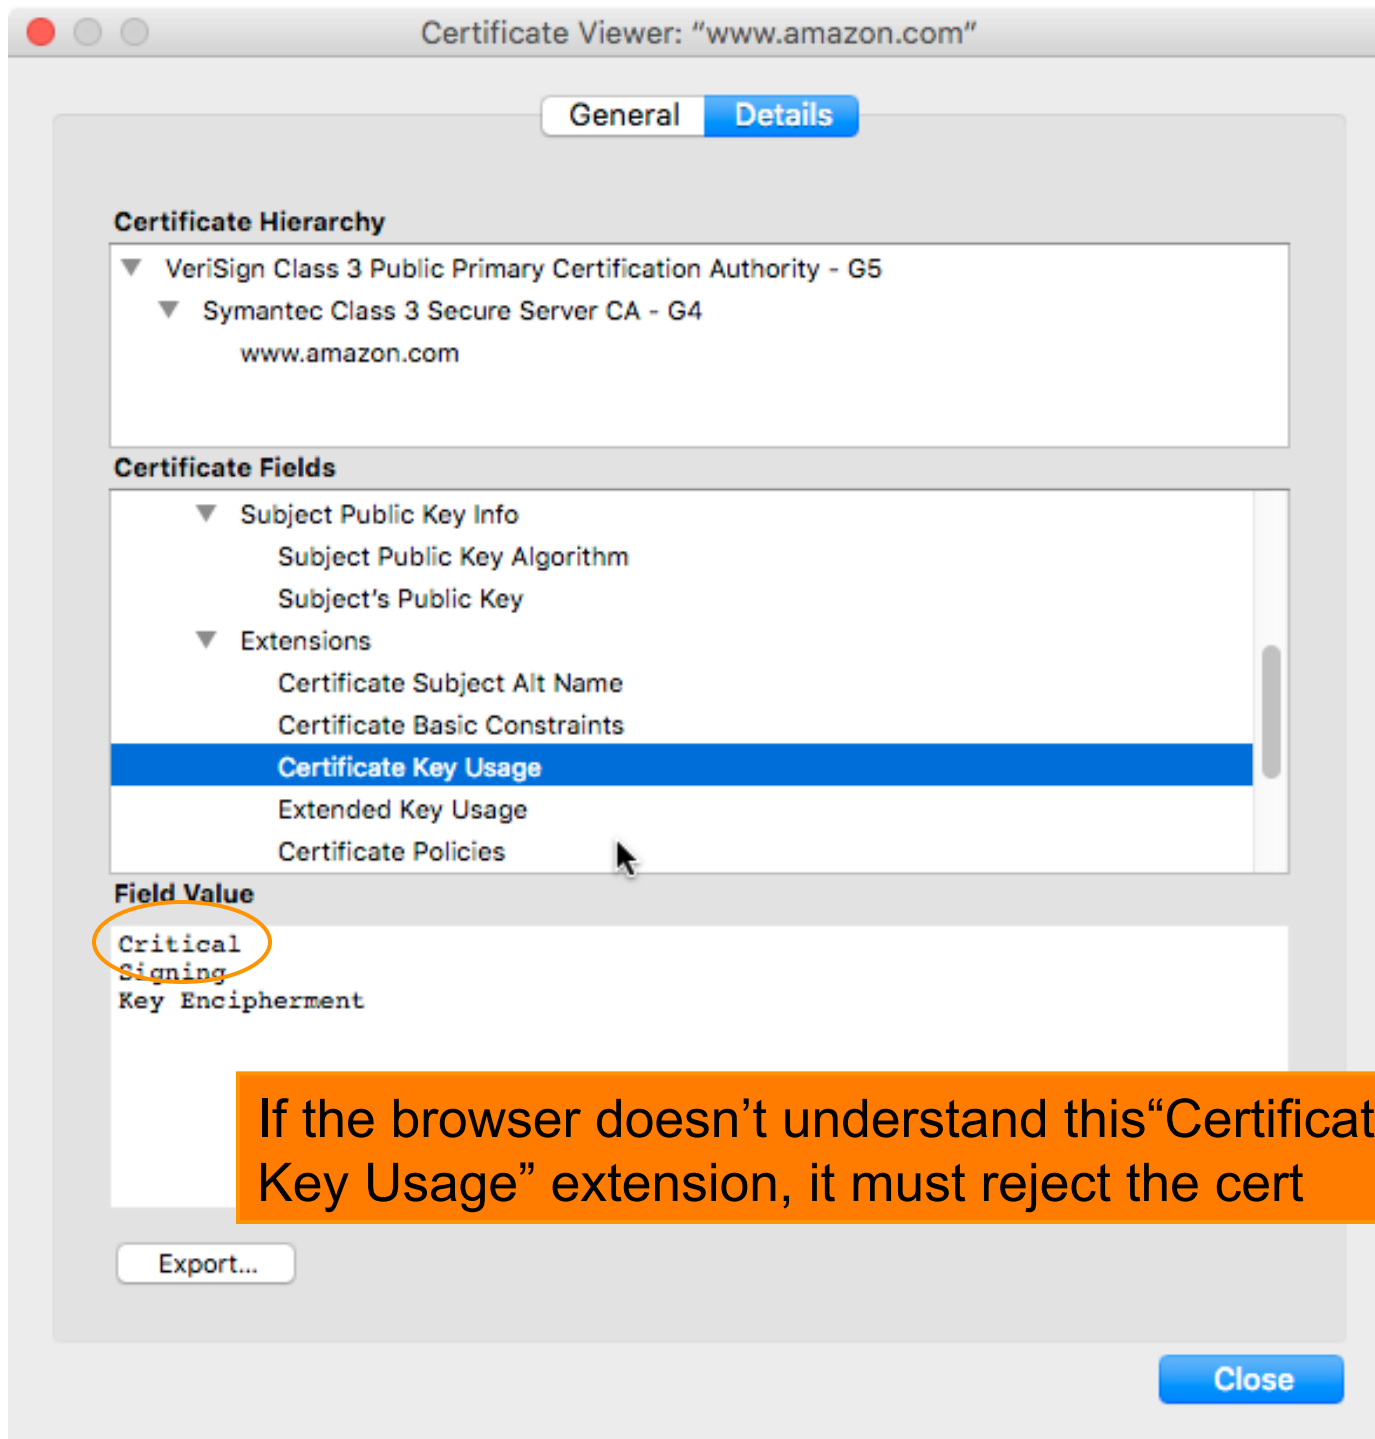 Certificate Viewer: “www.amazon.com”
General Details
Certificate Hierarchy
VeriSign Class 3 Public Primary Certification Authority - G5
Symantec Class 3 Secure Server CA - G4
www.amazon.com
Certificate Fields
Subject Public Key Info
Subject Public Key Algorithm
Subject's Public Key
Extensions
Certificate Subject Alt Name
Certificate Basic Constraints
Certificate Key Usage
Extended Key Usage
Certificate Policies
Field Value
Critical
Signing
Key Encipherment
If the browser doesn’t understand this“Certificat
Key Usage” extension, it must reject the cert
Export...
Close